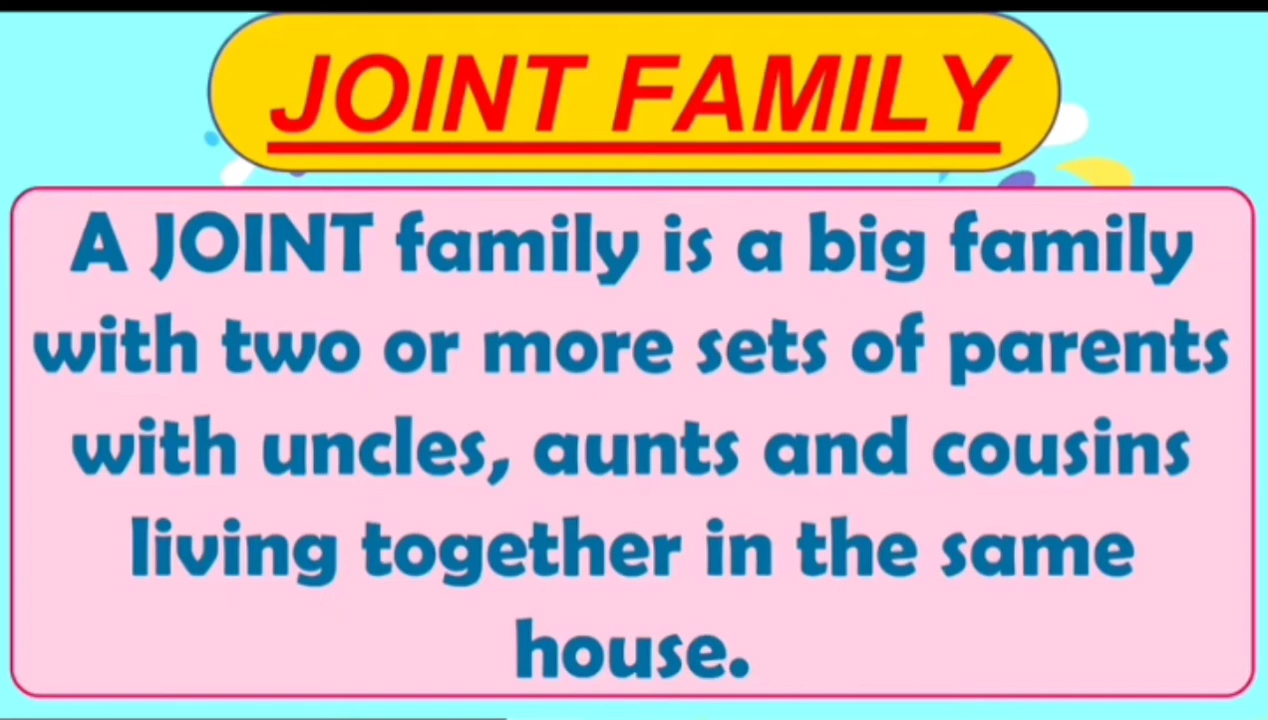 JOINT FAMILY
A JOINT family is a big family
with two or more sets of parents
with uncles, aunts and cousins
living together in the same
house.